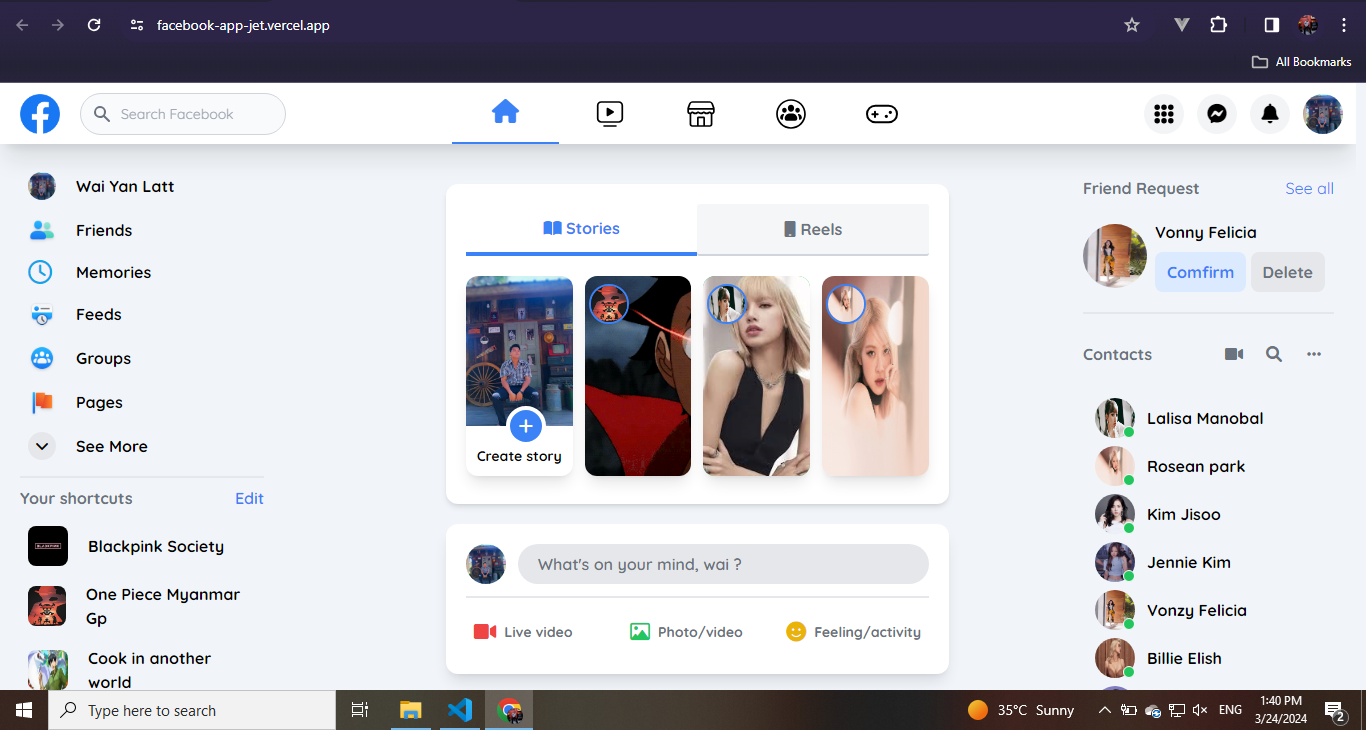 facebook-app-jet.vercel.app
All Bookmarks
Search Facebook
Wai Yan Latt
Friends
Memories
Feeds
Groups
Pages
See More
Your shortcuts Edit
Blackpink Society
One Piece Myanmar
Gp
Cook in another
world
Stories Reels
Create story
What's on your mind, wai ?
Live video Photo/video Feeling/activity
Friend Request See all
Vonny Felicia
Comfirm Delete
Contacts
Lalisa Manobal
Rosean park
Kim Jisoo
Jennie Kim
Vonzy Felicia
Billie Elish
Type here to search
35°C Sunny
ENG
1:40 PM
3/24/2024
2